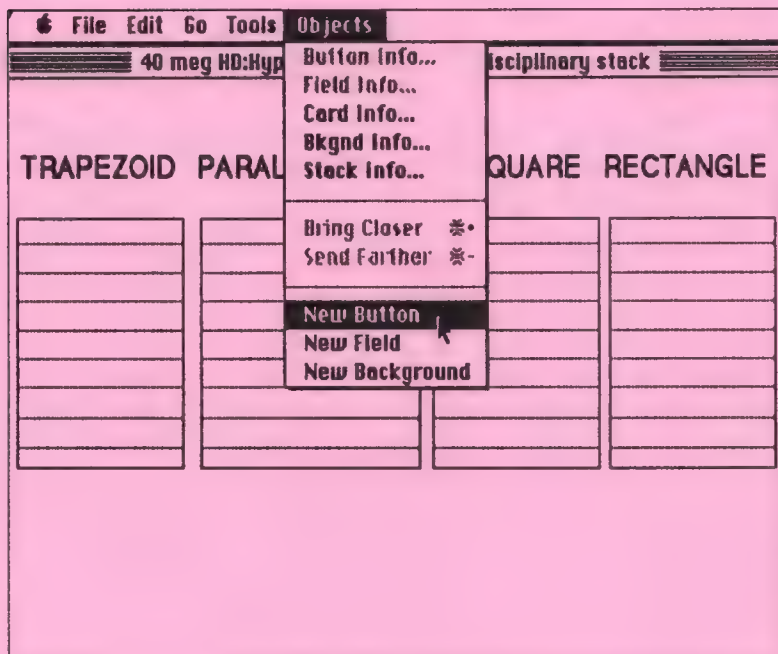 File Edit Go Tools Objects
40 meg HD:Hyp isciplinary stack
Button Info...
Field Info...
Card Info...
Bkgnd Info...
Stack Info...
TRAPEZOID PARAL QUARE RECTANGLE
Bring Closer ⌘+
Send Farther ⌘-
New Button
New Field
New Background